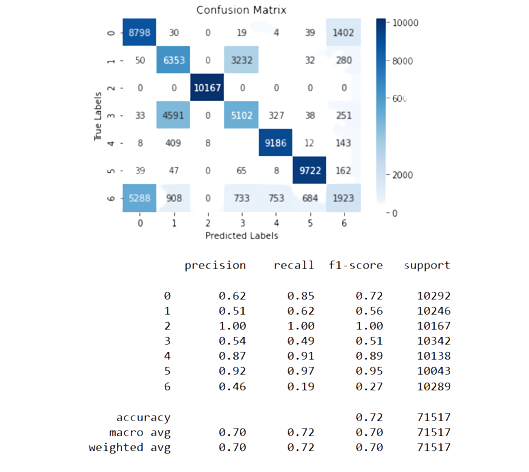 Confusion Matrix
0 8798 30 0 19 4 39 1402
1 50 6353 0 3232 32 280
2 0 0 10167 0 0 0 0
3 33 4591 0 5102 327 38 251
4 8 409 8 9186 12 143
5 39 47 0 65 8 9722 162
6 5288 908 0 733 753 684 1923
0 1 2 3 4 5 6
True Labels
Predicted Labels
10000
8000
2000
0
precision recall f1-score support
0 0.62 0.85 0.72 10292
1 0.51 0.62 0.56 10246
2 1.00 1.00 1.00 10167
3 0.54 0.49 0.51 10342
4 0.87 0.91 0.89 10138
5 0.92 0.97 0.95 10043
6 0.46 0.19 0.27 10289
accuracy 0.72 71517
macro avg 0.70 0.72 0.70 71517
weighted avg 0.70 0.72 0.70 71517